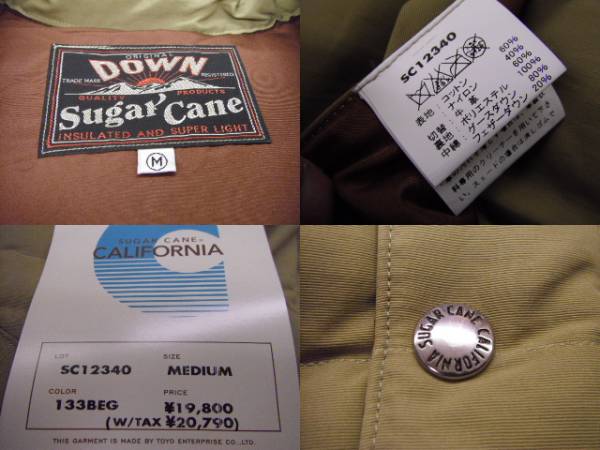 ORIGINAL
DOWN
TRADE MARK REGISTERED
QUALITY PRODUCTS
Sugar Cane
INSULATED AND SUPER LIGHT
M
SC12340
表地: コットン 60%
ナイロン 40%
切替: ポリエステル 60%
裏地: 牛革 100%
中綿: グースダウン 80%
フェザーダウン 20%
SUGAR CANE
CALIFORNIA
LOT SIZE
SC12340 MEDIUM
COLOR PRICE
133BEG ¥19,800
(W/TAX ¥20,790)
THIS GARMENT IS MADE BY TOYO ENTERPRISE CO.,LTD.
SUGAR CANE CALIFORNIA